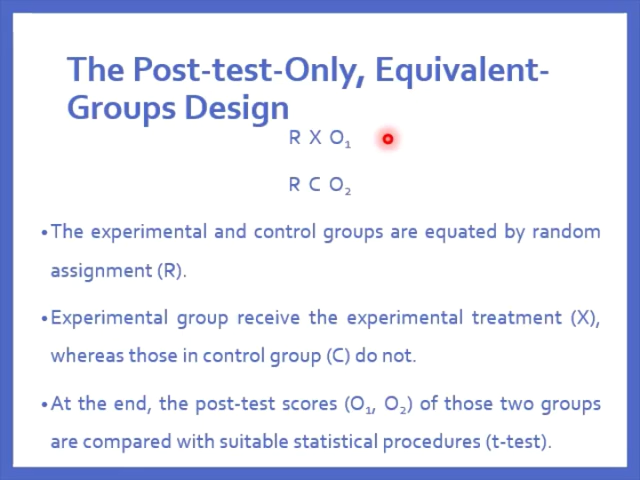 The Post-test-Only, Equivalent-
Groups Design
R X O₁
R C O₂
•The experimental and control groups are equated by random
assignment (R).
•Experimental group receive the experimental treatment (X),
whereas those in control group (C) do not.
•At the end, the post-test scores (O₁, O₂) of those two groups
are compared with suitable statistical procedures (t-test).